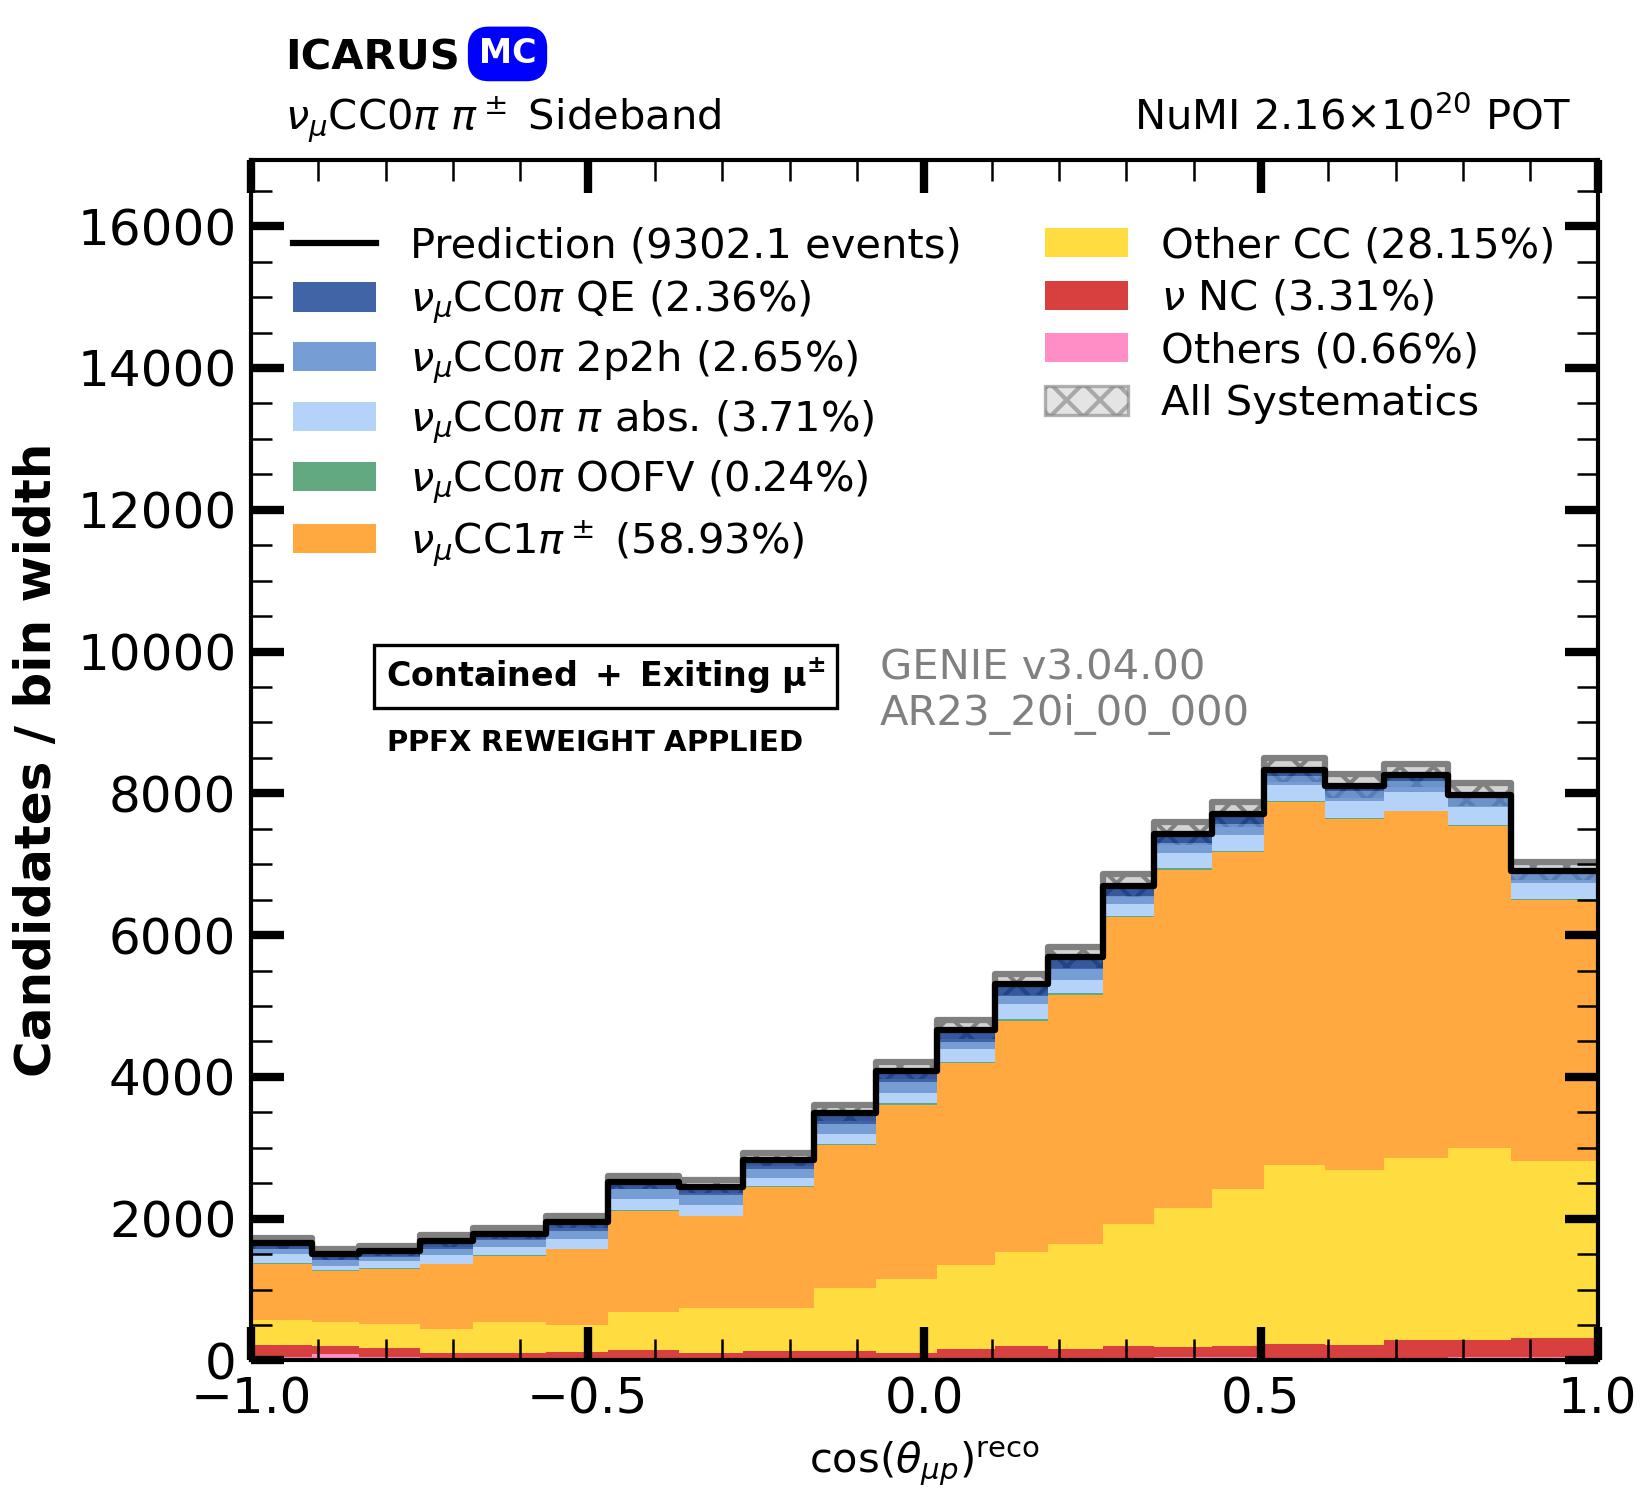 ICARUS MC
νμCC0π π± Sideband
NuMI 2.16×10²⁰ POT
Prediction (9302.1 events)
νμCC0π QE (2.36%)
νμCC0π 2p2h (2.65%)
νμCC0π π abs. (3.71%)
νμCC0π OOFV (0.24%)
νμCC1π± (58.93%)
Other CC (28.15%)
ν NC (3.31%)
Others (0.66%)
All Systematics
Contained + Exiting μ±
PPFX REWEIGHT APPLIED
GENIE v3.04.00
AR23_20i_00_000
Candidates / bin width
16000
14000
12000
10000
8000
6000
4000
2000
0
−1.0
−0.5
0.0
0.5
1.0
cos(θμp)reco